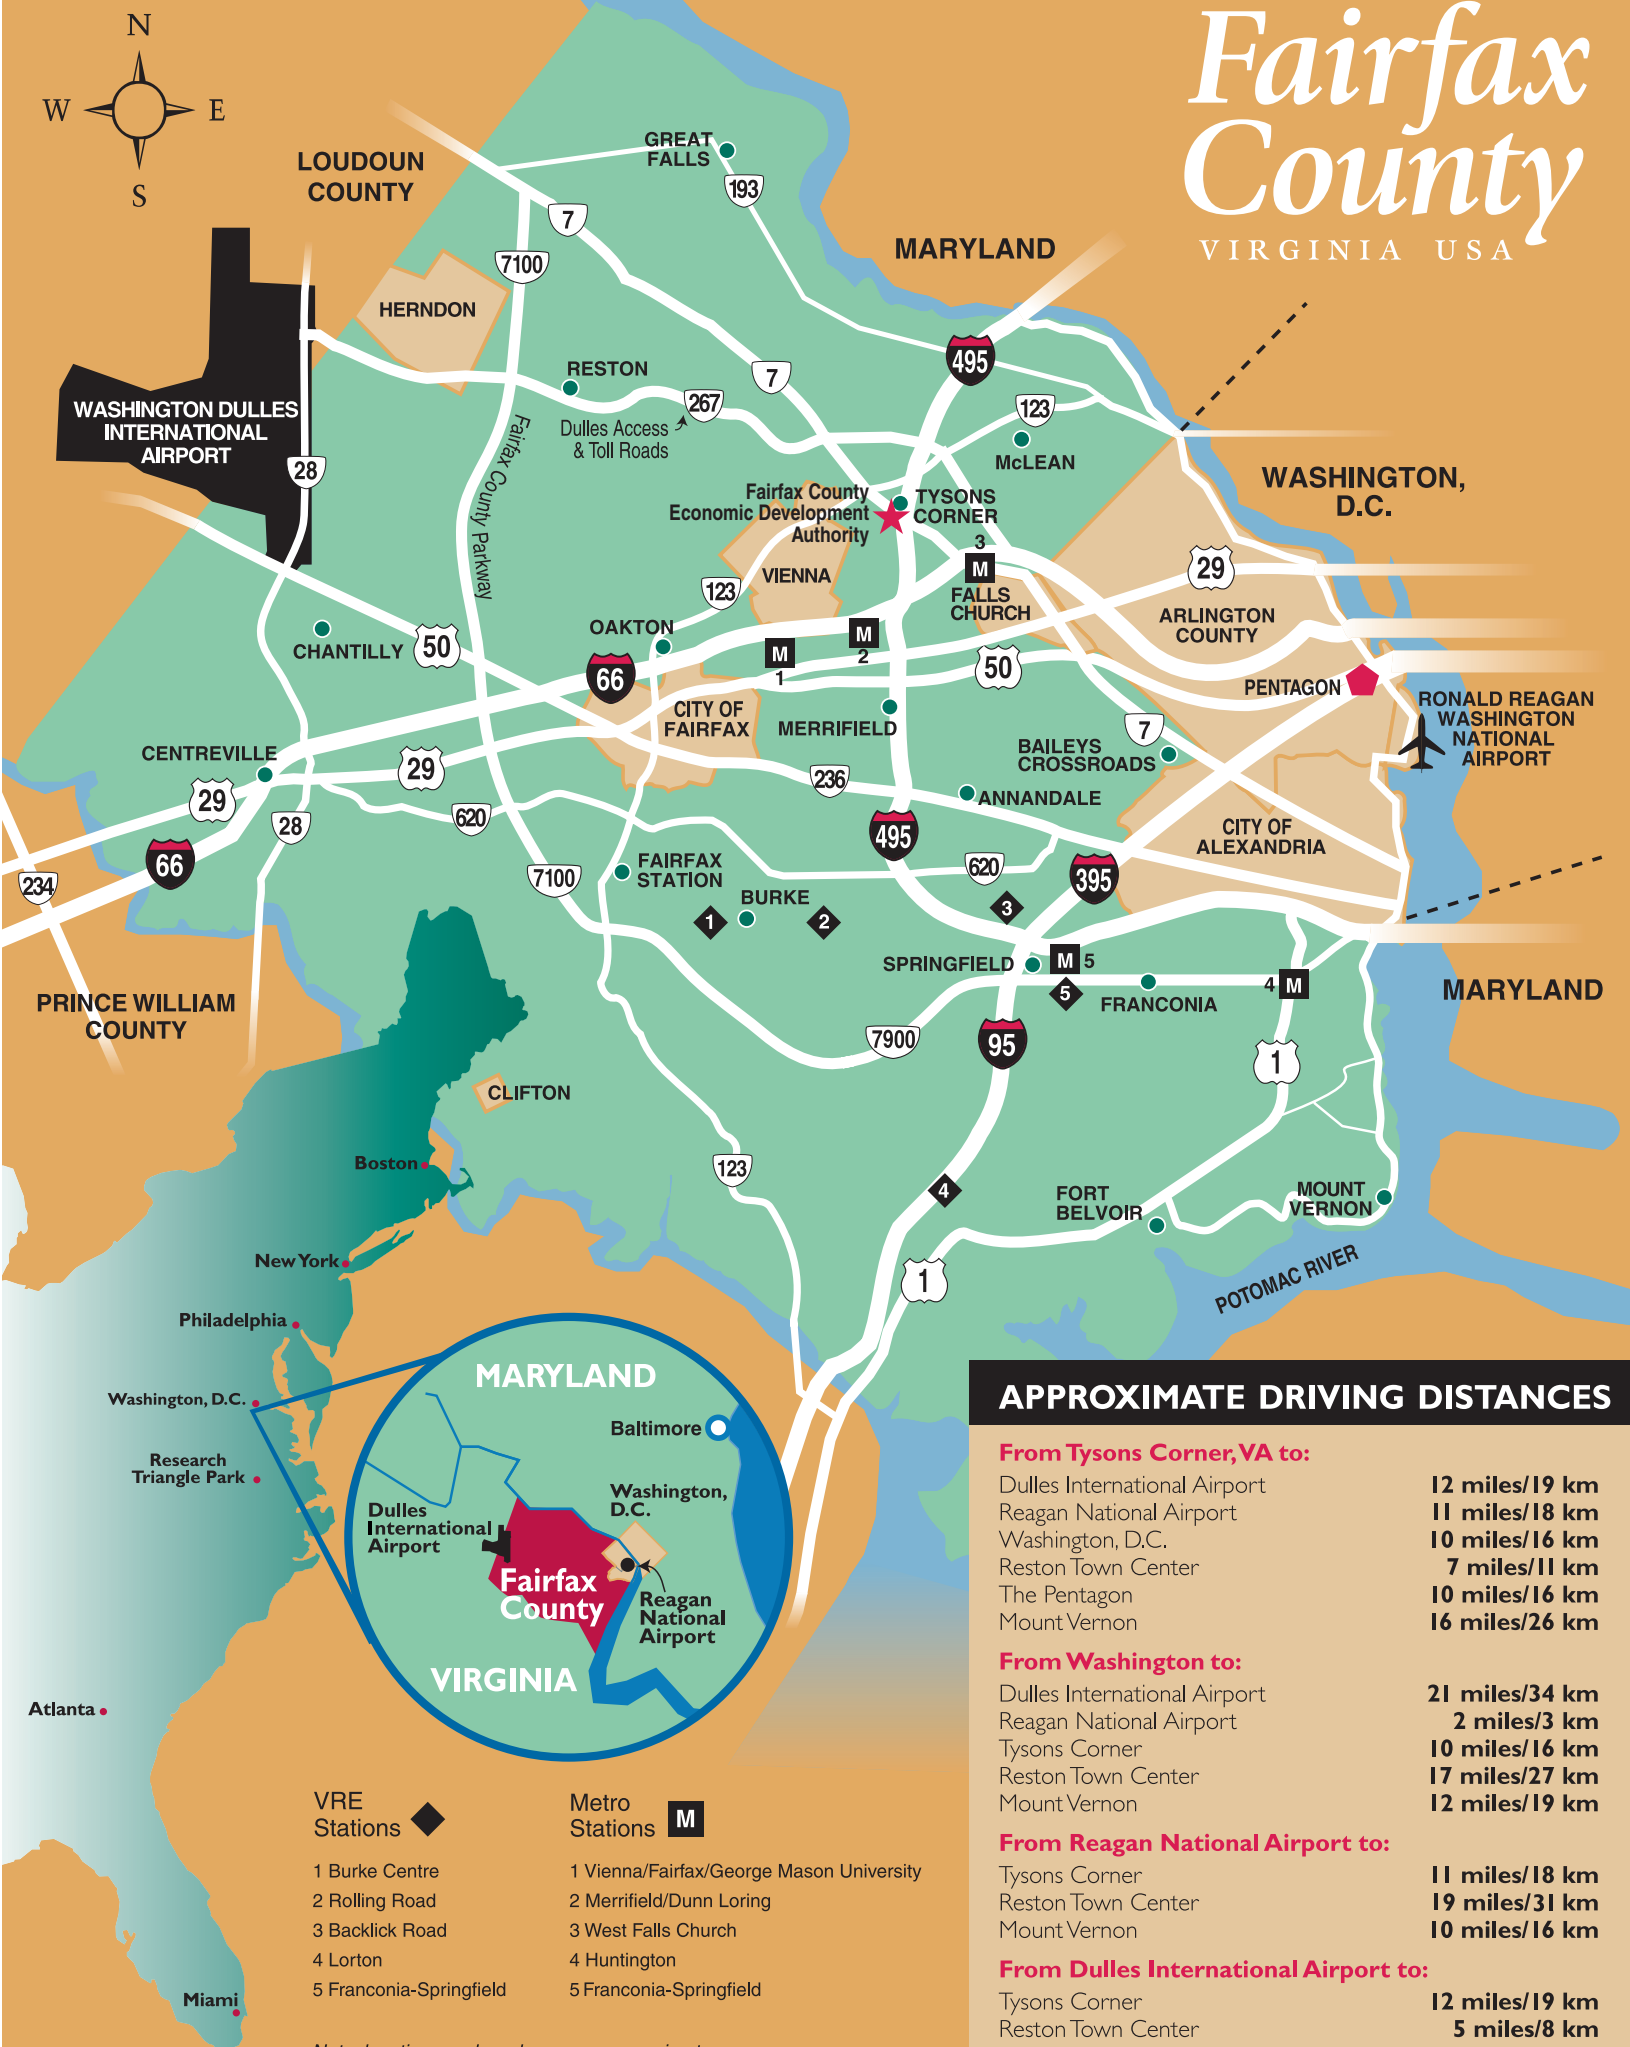 Fairfax
County
VIRGINIA USA
N
W
E
S
LOUDOUN
COUNTY
GREAT
FALLS
193
7
7100
MARYLAND
HERNDON
495
RESTON
7
267
123
Dulles Access
& Toll Roads
WASHINGTON DULLES
INTERNATIONAL
AIRPORT
28
Fairfax County Parkway
McLEAN
WASHINGTON,
D.C.
Fairfax County
Economic Development
Authority
TYSONS
CORNER
3
M
VIENNA
123
FALLS
CHURCH
29
ARLINGTON
COUNTY
OAKTON
CHANTILLY
50
66
M
1
M
2
50
PENTAGON
CITY OF
FAIRFAX
MERRIFIELD
7
RONALD REAGAN
WASHINGTON
NATIONAL
AIRPORT
BAILEYS
CROSSROADS
CENTREVILLE
29
29
236
ANNANDALE
28
620
495
CITY OF
ALEXANDRIA
66
234
7100
FAIRFAX
STATION
620
395
BURKE
1
2
3
SPRINGFIELD
M 5
5
FRANCONIA
4 M
MARYLAND
PRINCE WILLIAM
COUNTY
7900
95
1
CLIFTON
123
4
FORT
BELVOIR
MOUNT
VERNON
1
POTOMAC RIVER
Boston
New York
Philadelphia
Washington, D.C.
Research
Triangle Park
Atlanta
Miami
MARYLAND
Baltimore
Washington,
D.C.
Dulles
International
Airport
Fairfax
County
Reagan
National
Airport
VIRGINIA
VRE
Stations
1 Burke Centre
2 Rolling Road
3 Backlick Road
4 Lorton
5 Franconia-Springfield
Metro
Stations M
1 Vienna/Fairfax/George Mason University
2 Merrifield/Dunn Loring
3 West Falls Church
4 Huntington
5 Franconia-Springfield
APPROXIMATE DRIVING DISTANCES
From Tysons Corner, VA to:
Dulles International Airport 12 miles/19 km
Reagan National Airport 11 miles/18 km
Washington, D.C. 10 miles/16 km
Reston Town Center 7 miles/11 km
The Pentagon 10 miles/16 km
Mount Vernon 16 miles/26 km
From Washington to:
Dulles International Airport 21 miles/34 km
Reagan National Airport 2 miles/3 km
Tysons Corner 10 miles/16 km
Reston Town Center 17 miles/27 km
Mount Vernon 12 miles/19 km
From Reagan National Airport to:
Tysons Corner 11 miles/18 km
Reston Town Center 19 miles/31 km
Mount Vernon 10 miles/16 km
From Dulles International Airport to:
Tysons Corner 12 miles/19 km
Reston Town Center 5 miles/8 km